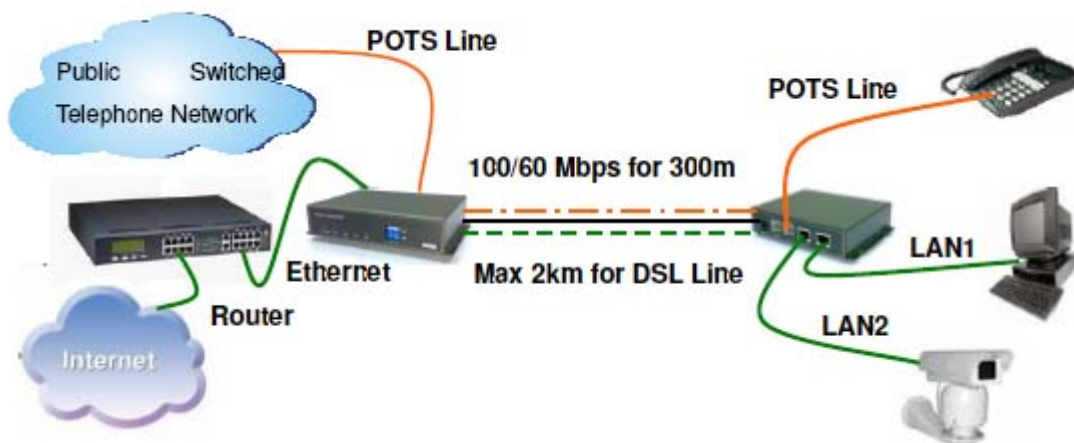 POTS Line
Public Switched
Telephone Network
POTS Line
100/60 Mbps for 300m
Ethernet
Max 2km for DSL Line
LAN1
Router
LAN2
Internet